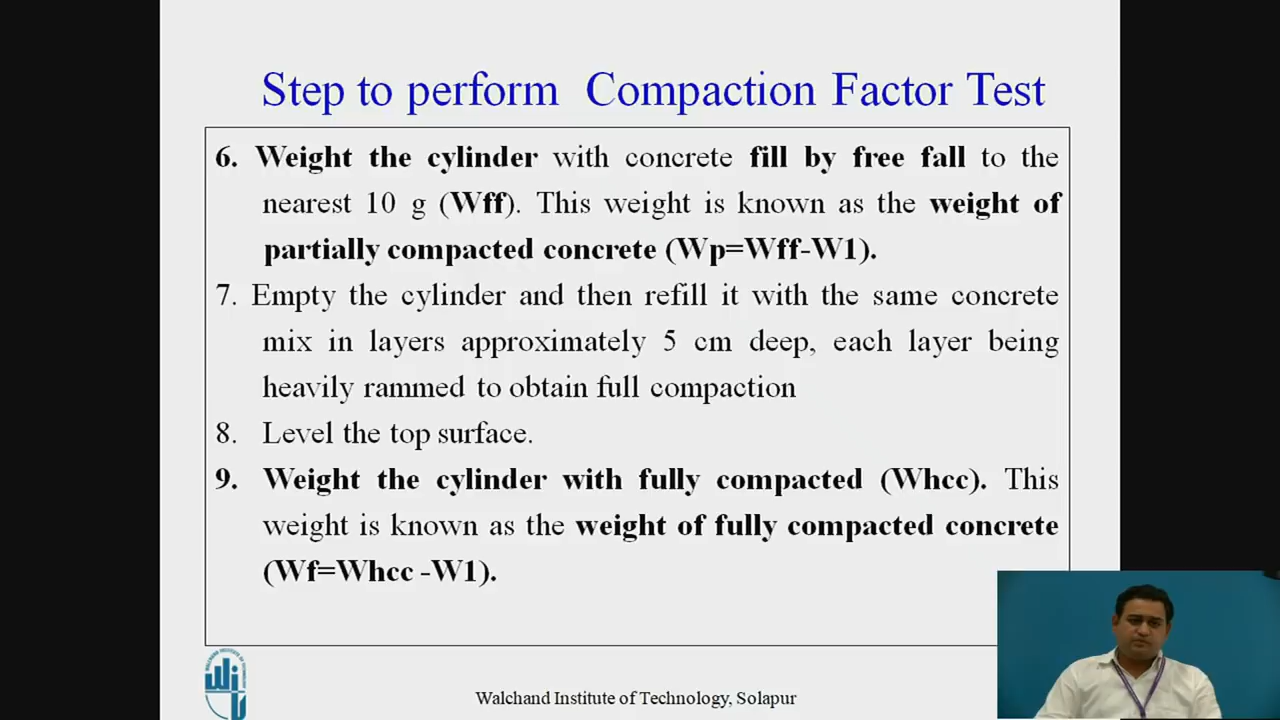 Step to perform Compaction Factor Test
6. Weight the cylinder with concrete fill by free fall to the
nearest 10 g (Wff). This weight is known as the weight of
partially compacted concrete (Wp=Wff-W1).
7. Empty the cylinder and then refill it with the same concrete
mix in layers approximately 5 cm deep, each layer being
heavily rammed to obtain full compaction
8. Level the top surface.
9. Weight the cylinder with fully compacted (Whcc). This
weight is known as the weight of fully compacted concrete
(Wf=Whcc -W1).
Walchand Institute of Technology, Solapur